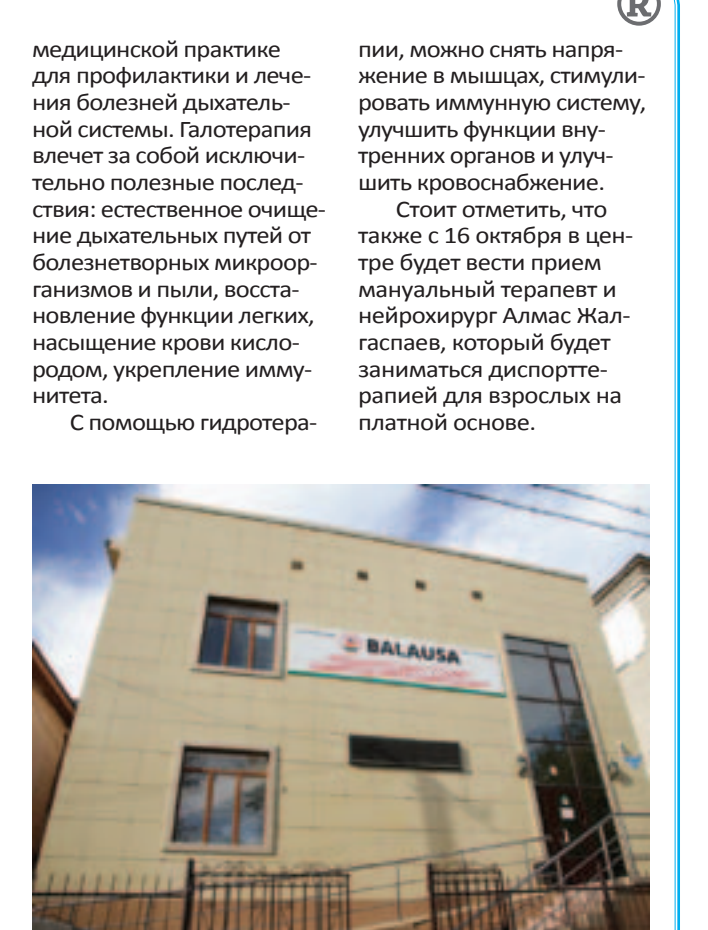 ®
медицинской практике
для профилактики и лече-
ния болезней дыхатель-
ной системы. Галотерапия
влечет за собой исключи-
тельно полезные послед-
ствия: естественное очище-
ние дыхательных путей от
болезнетворных микроор-
ганизмов и пыли, восста-
новление функции легких,
насыщение крови кисло-
родом, укрепление имму-
нитета.
С помощью гидротера-
пии, можно снять напря-
жение в мышцах, стимули-
ровать иммунную систему,
улучшить функции вну-
тренних органов и улуч-
шить кровоснабжение.
Стоит отметить, что
также с 16 октября в цен-
тре будет вести прием
мануальный терапевт и
нейрохирург Алмас Жал-
гаспаев, который будет
заниматься диспортте-
рапией для взрослых на
платной основе.
BALAUSA